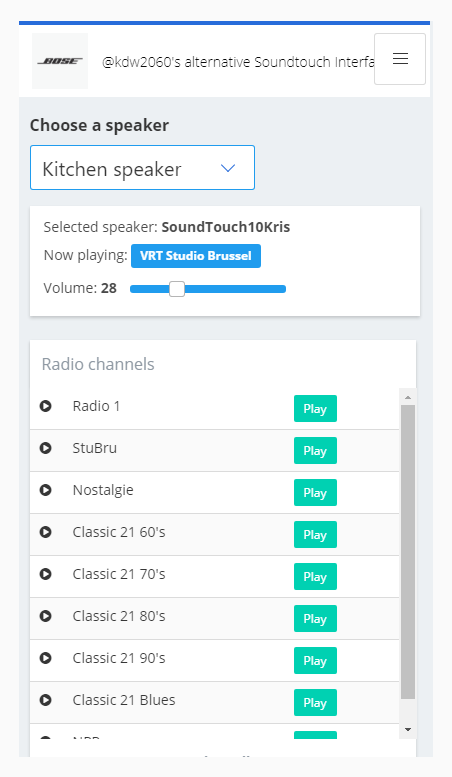 BOSE
@kdw2060's alternative Soundtouch Interfa
Choose a speaker
Kitchen speaker
Selected speaker: SoundTouch10Kris
Now playing: VRT Studio Brussel
Volume: 28
Radio channels
Radio 1 Play
StuBru Play
Nostalgie Play
Classic 21 60's Play
Classic 21 70's Play
Classic 21 80's Play
Classic 21 90's Play
Classic 21 Blues Play